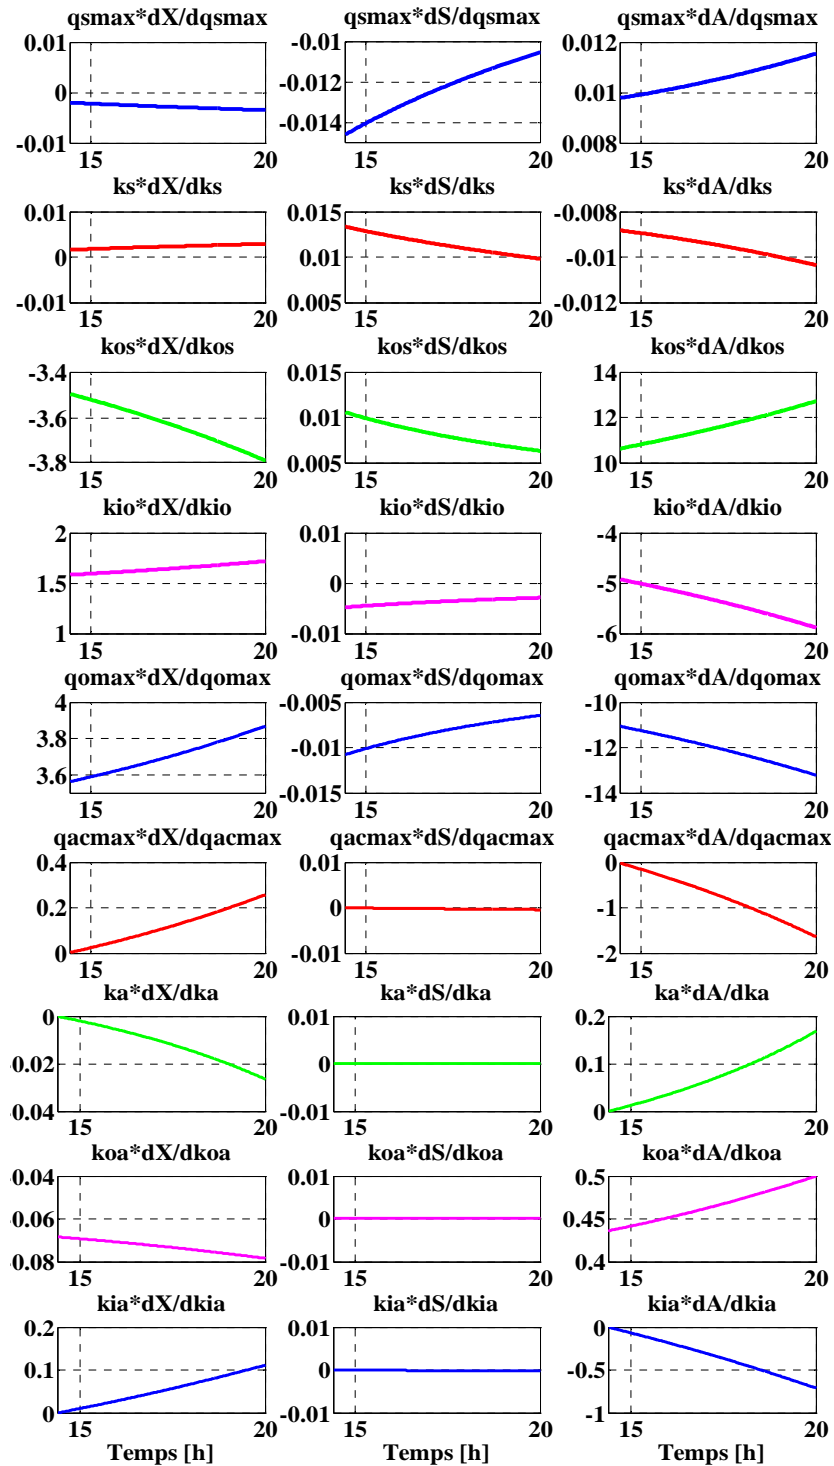 qsmax*dX/dqsmax qsmax*dS/dqsmax qsmax*dA/dqsmax
0.01 -0.01 0.012
0 -0.012 0.01
-0.01 -0.014 0.008
15 20 15 20 15 20
ks*dX/dks ks*dS/dks ks*dA/dks
0.01 0.015 -0.008
0 0.01 -0.01
-0.01 0.005 -0.012
15 20 15 20 15 20
kos*dX/dkos kos*dS/dkos kos*dA/dkos
-3.4 0.015 14
-3.6 0.01 12
-3.8 0.005 10
15 20 15 20 15 20
kio*dX/dkio kio*dS/dkio kio*dA/dkio
2 0.01 -4
1.5 0 -5
1 -0.01 -6
15 20 15 20 15 20
qomax*dX/dqomax qomax*dS/dqomax qomax*dA/dqomax
4 -0.005 -10
3.8 -0.01 -12
3.6 -0.015 -14
15 20 15 20 15 20
qacmax*dX/dqacmax qacmax*dS/dqacmax qacmax*dA/dqacmax
0.4 0.01 0
0.2 0 -1
0 -0.01 -2
15 20 15 20 15 20
ka*dX/dka ka*dS/dka ka*dA/dka
0 0.01 0.2
0.02 0 0.1
0.04 -0.01 0
15 20 15 20 15 20
koa*dX/dkoa koa*dS/dkoa koa*dA/dkoa
0.04 0.01 0.5
0.06 0 0.45
0.08 -0.01 0.4
15 20 15 20 15 20
kia*dX/dkia kia*dS/dkia kia*dA/dkia
0.2 0.01 0
0.1 0 -0.5
0 -0.01 -1
15 20 15 20 15 20
Temps [h] Temps [h] Temps [h]